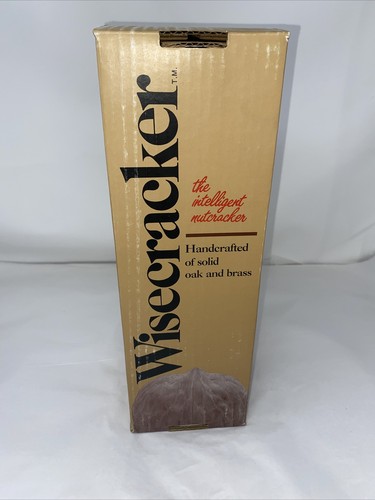 Wisecracker T.M.
the
intelligent
nutcracker
Handcrafted
of solid
oak and brass